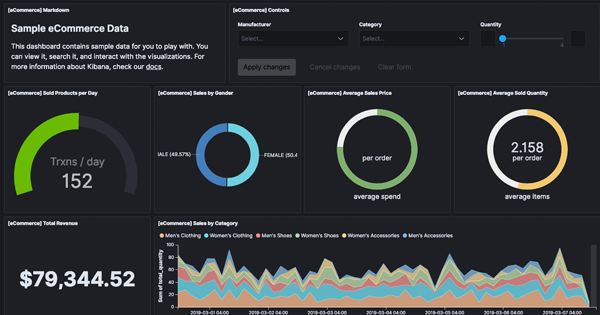 [eCommerce] Markdown
Sample eCommerce Data
This dashboard contains sample data for you to play with. You
can view it, search it, and interact with the visualizations. For
more information about Kibana, check our docs.
[eCommerce] Controls
Manufacturer
Category
Quantity
Select...
Select...
1
4
Apply changes
Cancel changes
Clear form
[eCommerce] Sold Products per Day
Trxns / day
152
[eCommerce] Sales by Gender
ALE (49.57%)
FEMALE (50.4
[eCommerce] Average Sales Price
per order
average spend
[eCommerce] Average Sold Quantity
2.158
per order
average items
[eCommerce] Total Revenue
$79,344.52
[eCommerce] Sales by Category
Men's Clothing
Women's Clothing
Men's Shoes
Women's Shoes
Women's Accessories
Men's Accessories
Sum of total_quantity
100
80
60
40
20
0
2019-03-01 04:00
2019-03-02 04:00
2019-03-03 04:00
2019-03-04 04:00
2019-03-05 04:00
2019-03-06 04:00
2019-03-07 04:00